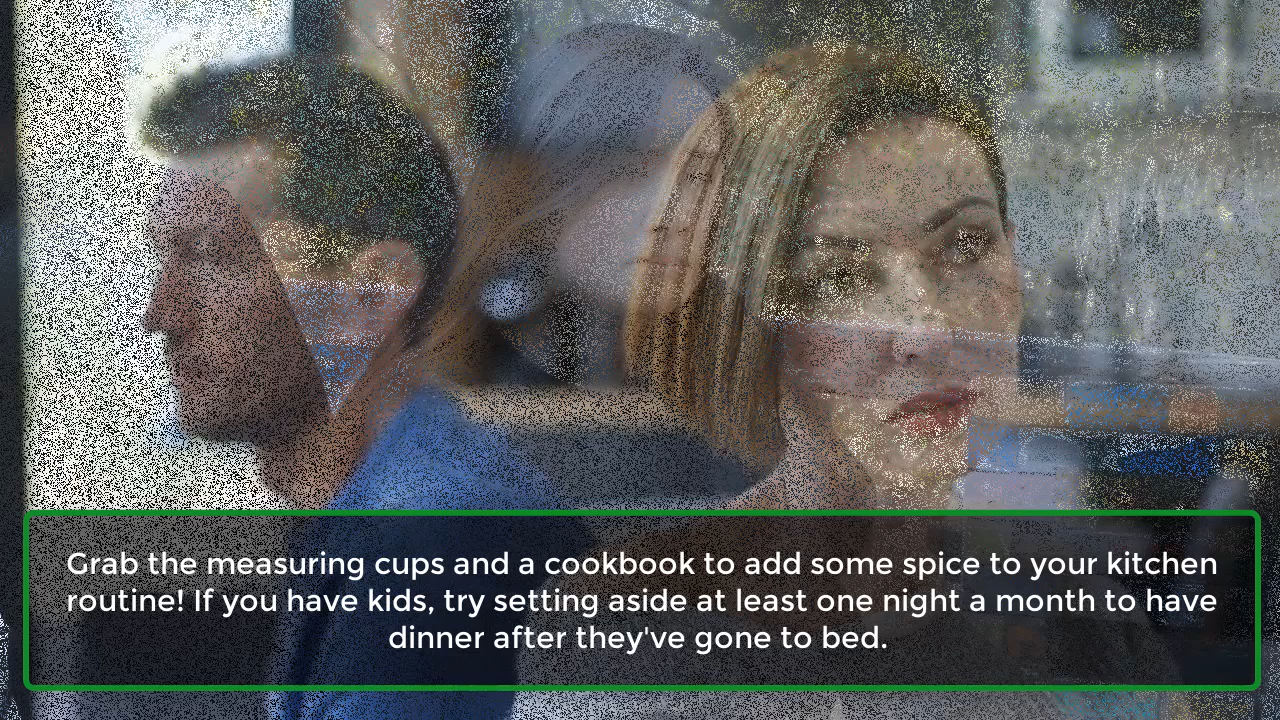 Grab the measuring cups and a cookbook to add some spice to your kitchen
routine! If you have kids, try setting aside at least one night a month to have
dinner after they've gone to bed.